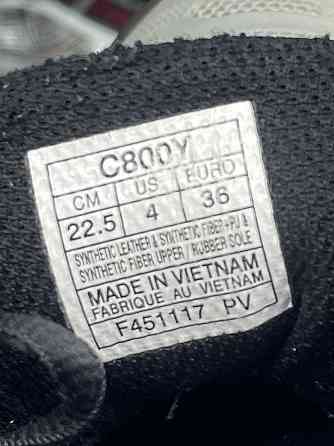 C800Y
CM US EURO
22.5 4 36
SYNTHETIC LEATHER & SYNTHETIC FIBER+PU &
SYNTHETIC FIBER UPPER / RUBBER SOLE
MADE IN VIETNAM
FABRIQUE AU VIETNAM
F451117 PV